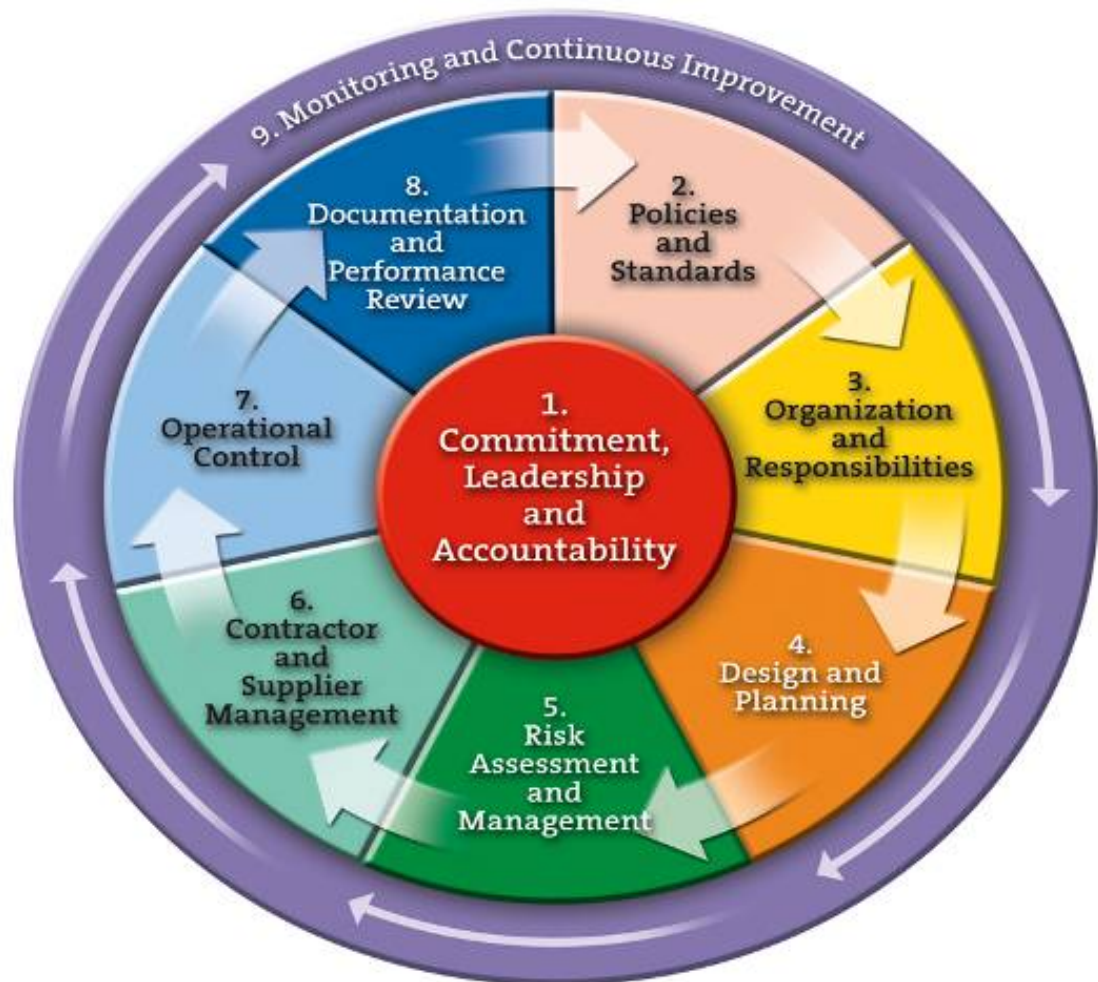 9. Monitoring and Continuous Improvement
8.
Documentation
and
Performance
Review
2.
Policies
and
Standards
3.
Organization
and
Responsibilities
4.
Design and
Planning
5.
Risk
Assessment
and
Management
6.
Contractor
and
Supplier
Management
7.
Operational
Control
1.
Commitment,
Leadership
and
Accountability